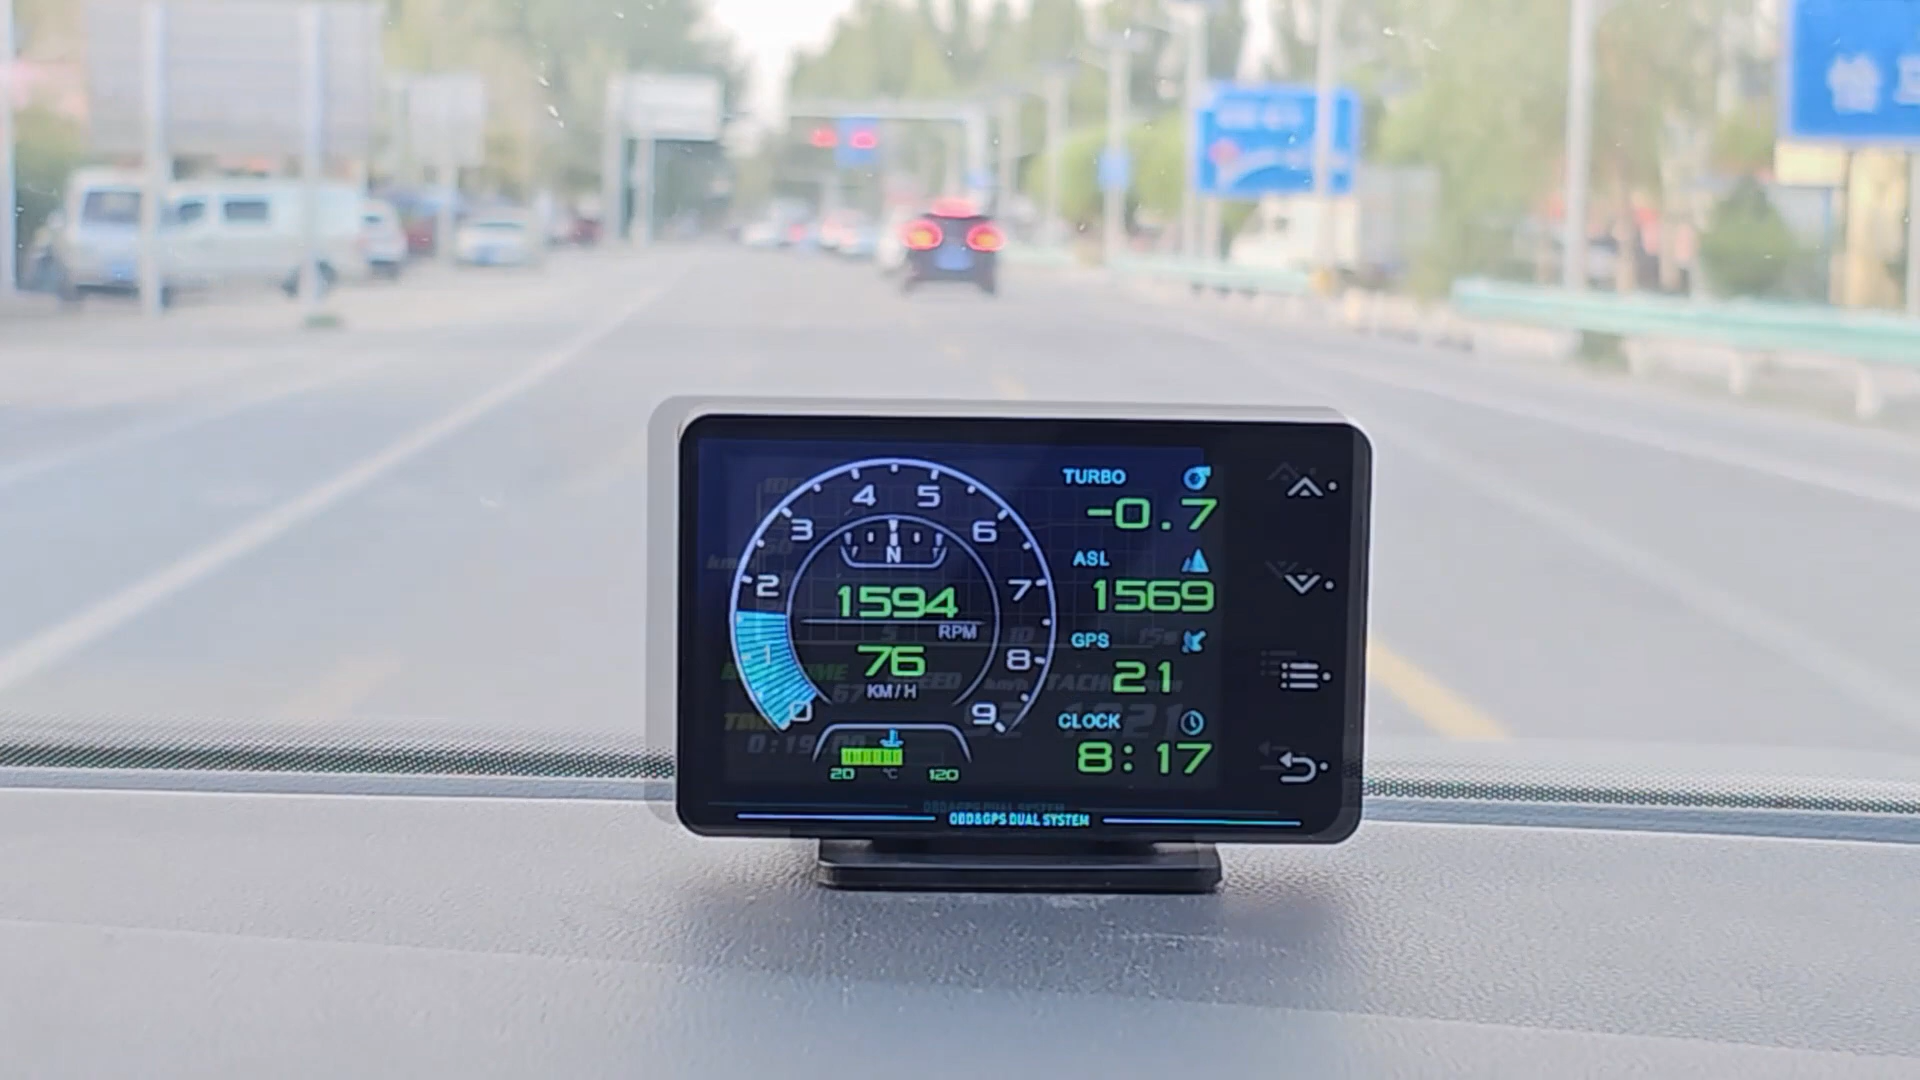 TURBO
-0.7
4 5
3 6
N
2 7
ASL
1594
1569
RPM
GPS
1 8
76
21
KM/H
0 9
CLOCK
20 °C 120
8:17
OBD&GPS DUAL SYSTEM